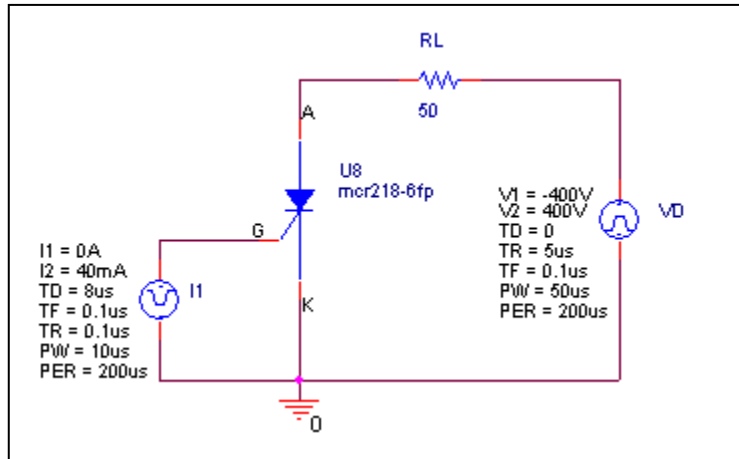 RL
50
A
U8
mcr218-6fp
G
K
I1 = 0A
I2 = 40mA
TD = 8us
TF = 0.1us
TR = 0.1us
PW = 10us
PER = 200us
I1
V1 = -400V
V2 = 400V
TD = 0
TR = 5us
TF = 0.1us
PW = 50us
PER = 200us
VD
0